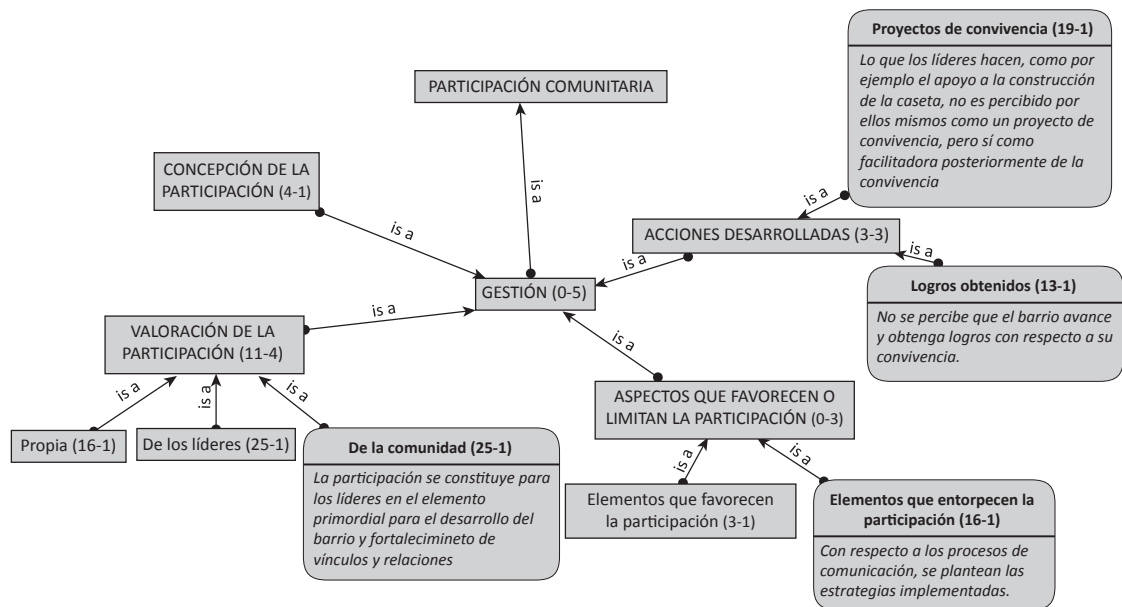 Proyectos de convivencia (19-1)
Lo que los líderes hacen, como por
ejemplo el apoyo a la construcción
de la caseta, no es percibido por
ellos mismos como un proyecto de
convivencia, pero sí como
facilitadora posteriormente de la
convivencia
PARTICIPACIÓN COMUNITARIA
CONCEPCIÓN DE LA
PARTICIPACIÓN (4-1)
is a
is a
is a
ACCIONES DESARROLLADAS (3-3)
is a
is a
GESTIÓN (0-5)
Logros obtenidos (13-1)
No se percibe que el barrio avance
y obtenga logros con respecto a su
convivencia.
is a
VALORACIÓN DE LA
PARTICIPACIÓN (11-4)
is a
is a
is a
is a
Propia (16-1)
De los líderes (25-1)
De la comunidad (25-1)
La participación se constituye para
los líderes en el elemento
primordial para el desarrollo del
barrio y fortalecimineto de
vínculos y relaciones
ASPECTOS QUE FAVORECEN O
LIMITAN LA PARTICIPACIÓN (0-3)
is a
is a
Elementos que favorecen
la participación (3-1)
Elementos que entorpecen la
participación (16-1)
Con respecto a los procesos de
comunicación, se plantean las
estrategias implementadas.